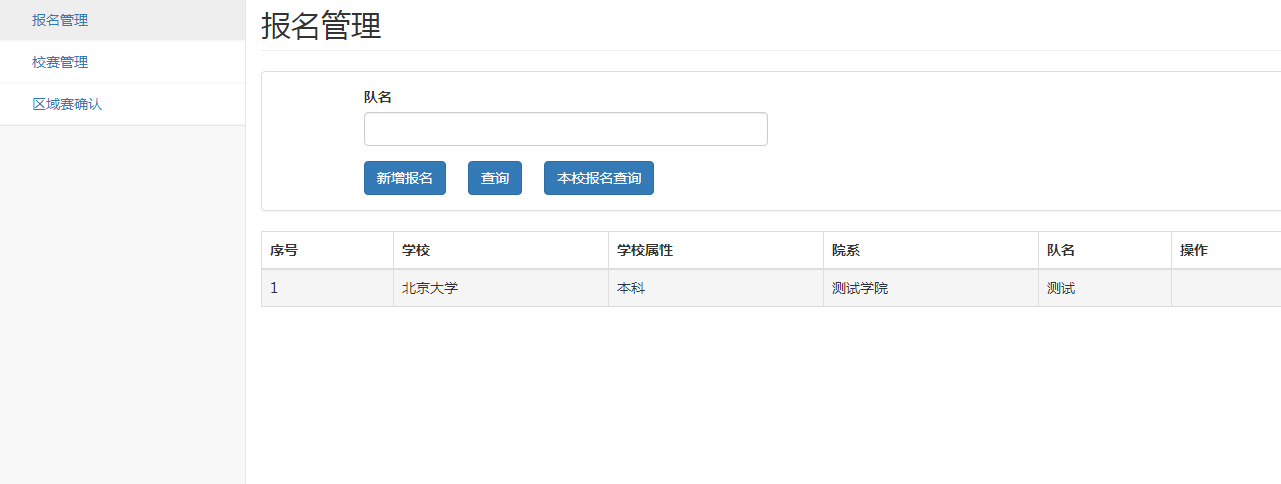 报名管理
校赛管理
区域赛确认
报名管理
队名
新增报名 查询 本校报名查询
序号 学校 学校属性 院系 队名 操作
1 北京大学 本科 测试学院 测试